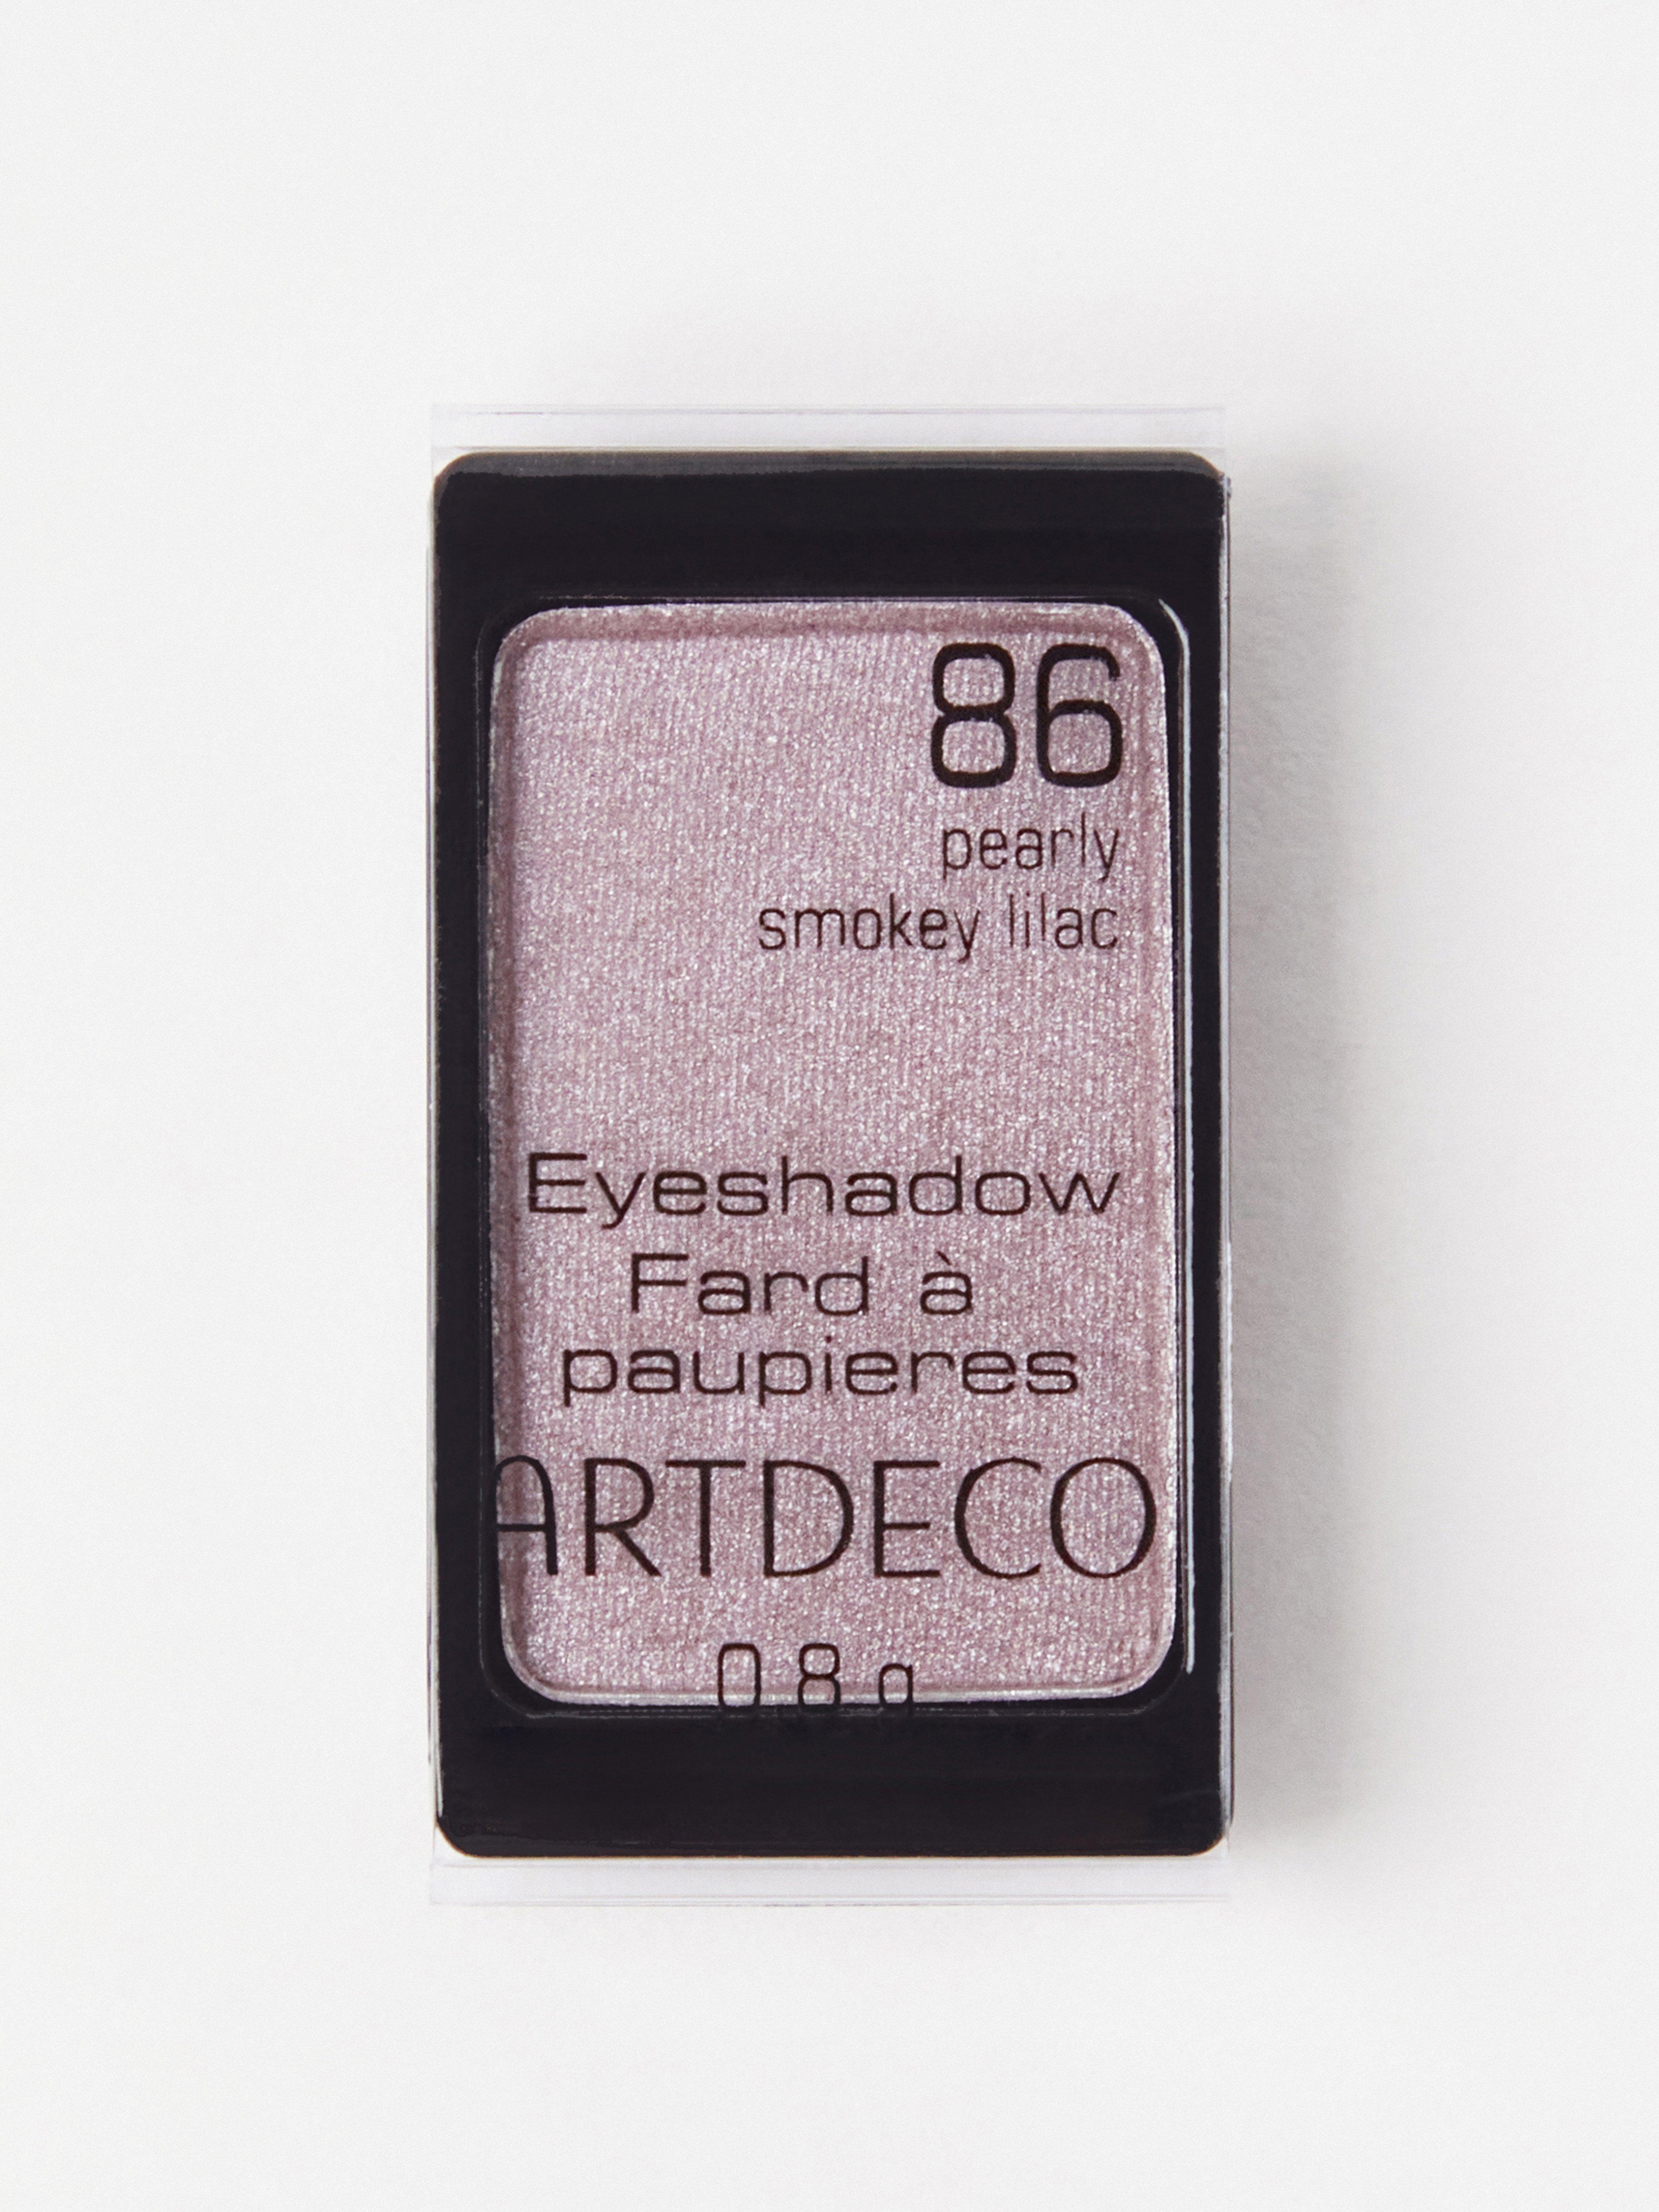 86
pearly
smokey lilac
Eyeshadow
Fard à
paupieres
ARTDECO
0.8 g